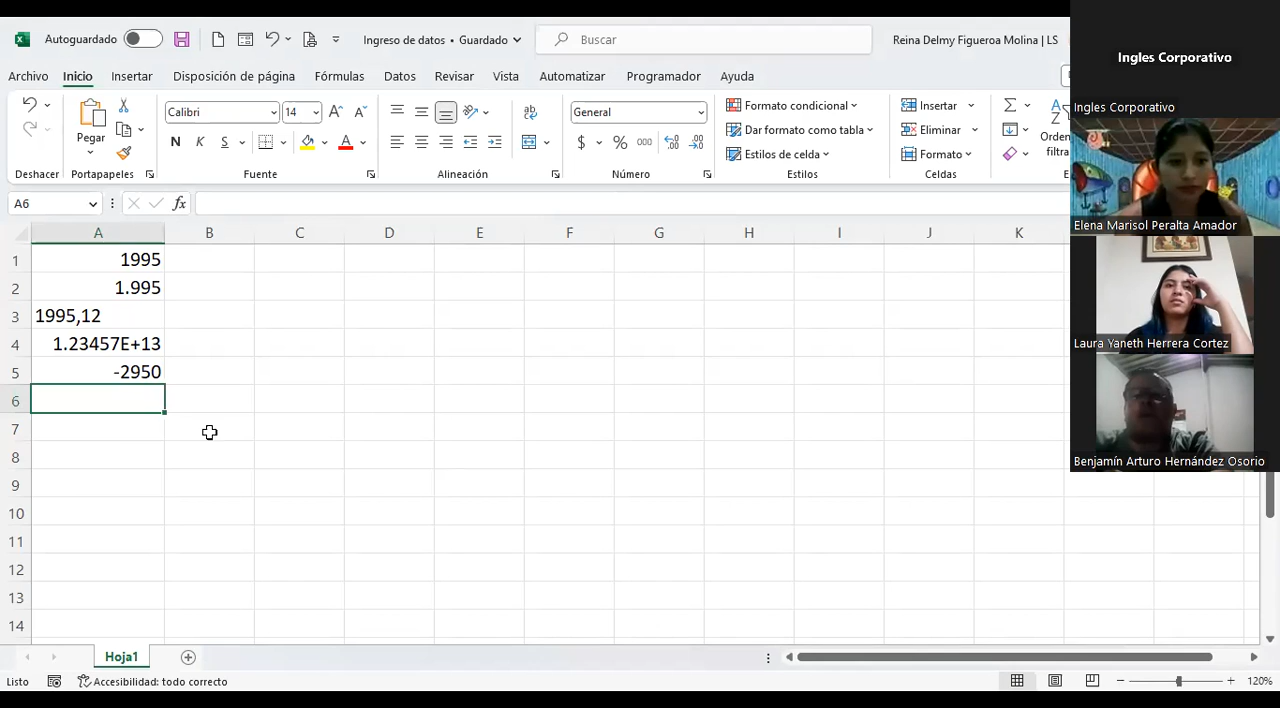 Autoguardado
Ingreso de datos • Guardado
Buscar
Reina Delmy Figueroa Molina | LS
Archivo Inicio Insertar Disposición de página Fórmulas Datos Revisar Vista Automatizar Programador Ayuda
Pegar
Calibri 14
N K S
General
$ % 000
Formato condicional
Dar formato como tabla
Estilos de celda
Insertar
Eliminar
Formato
Orden
filtra
Deshacer Portapapeles Fuente Alineación Número Estilos Celdas
A6
fx
A B C D E F G H I J K
1 1995
2 1.995
3 1995,12
4 1.23457E+13
5 -2950
6
7
8
9
10
11
12
13
14
Hoja1
Listo
Accesibilidad: todo correcto
120%
Ingles Corporativo
Ingles Corporativo
Elena Marisol Peralta Amador
Laura Yaneth Herrera Cortez
Benjamín Arturo Hernández Osorio